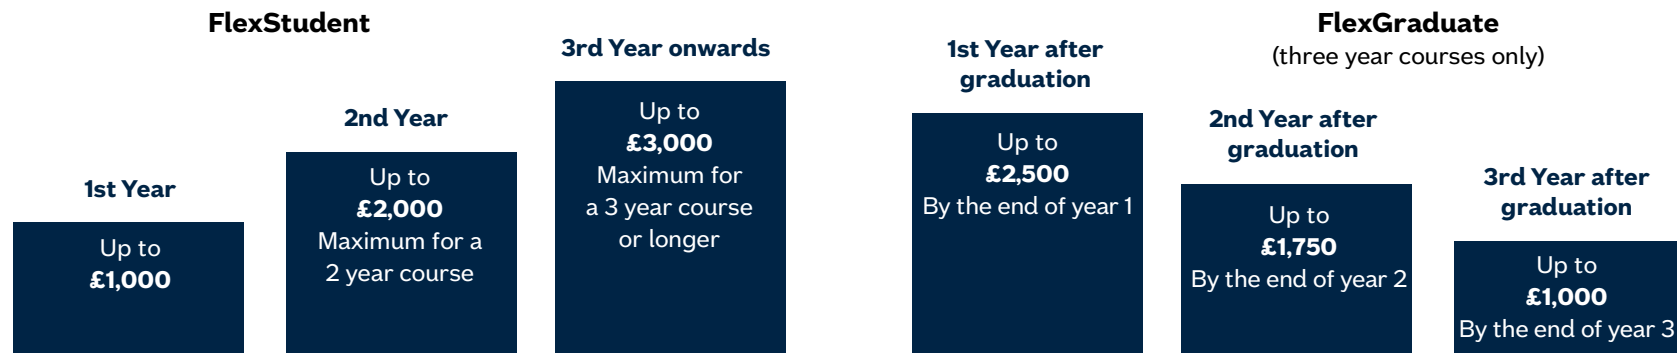 FlexStudent
1st Year
Up to
£1,000
2nd Year
Up to
£2,000
Maximum for a
2 year course
3rd Year onwards
Up to
£3,000
Maximum for
a 3 year course
or longer
FlexGraduate
(three year courses only)
1st Year after
graduation
Up to
£2,500
By the end of year 1
2nd Year after
graduation
Up to
£1,750
By the end of year 2
3rd Year after
graduation
Up to
£1,000
By the end of year 3